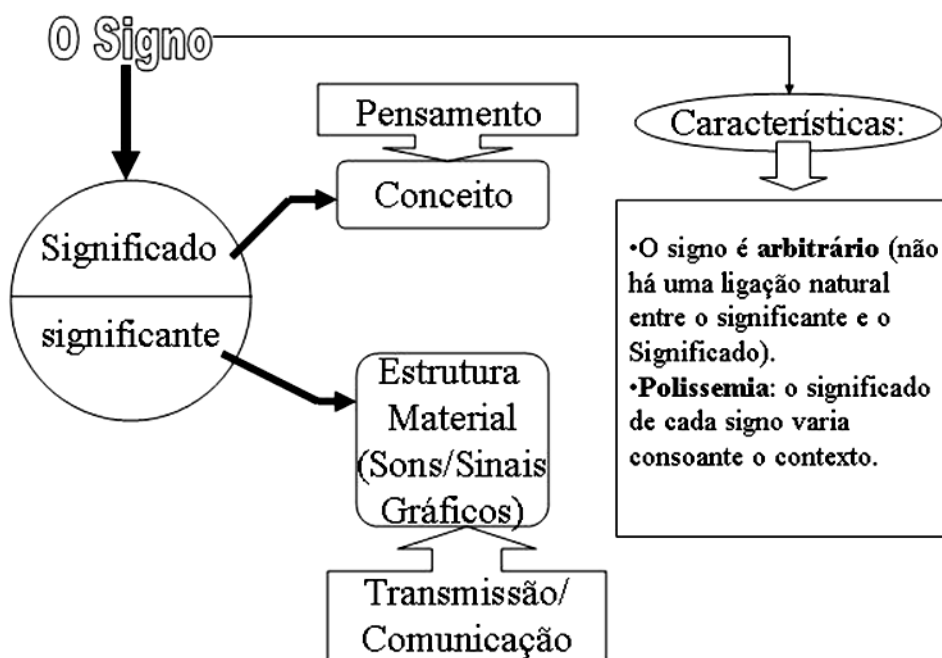 O Signo
Pensamento
Conceito
Significado
significante
Estrutura
Material
(Sons/Sinais
Gráficos)
Transmissão/
Comunicação
Característícas:
•O signo é arbitrário (não
há uma ligação natural
entre o significante e o
Significado).
•Polissemia: o significado
de cada signo varia
consoante o contexto.